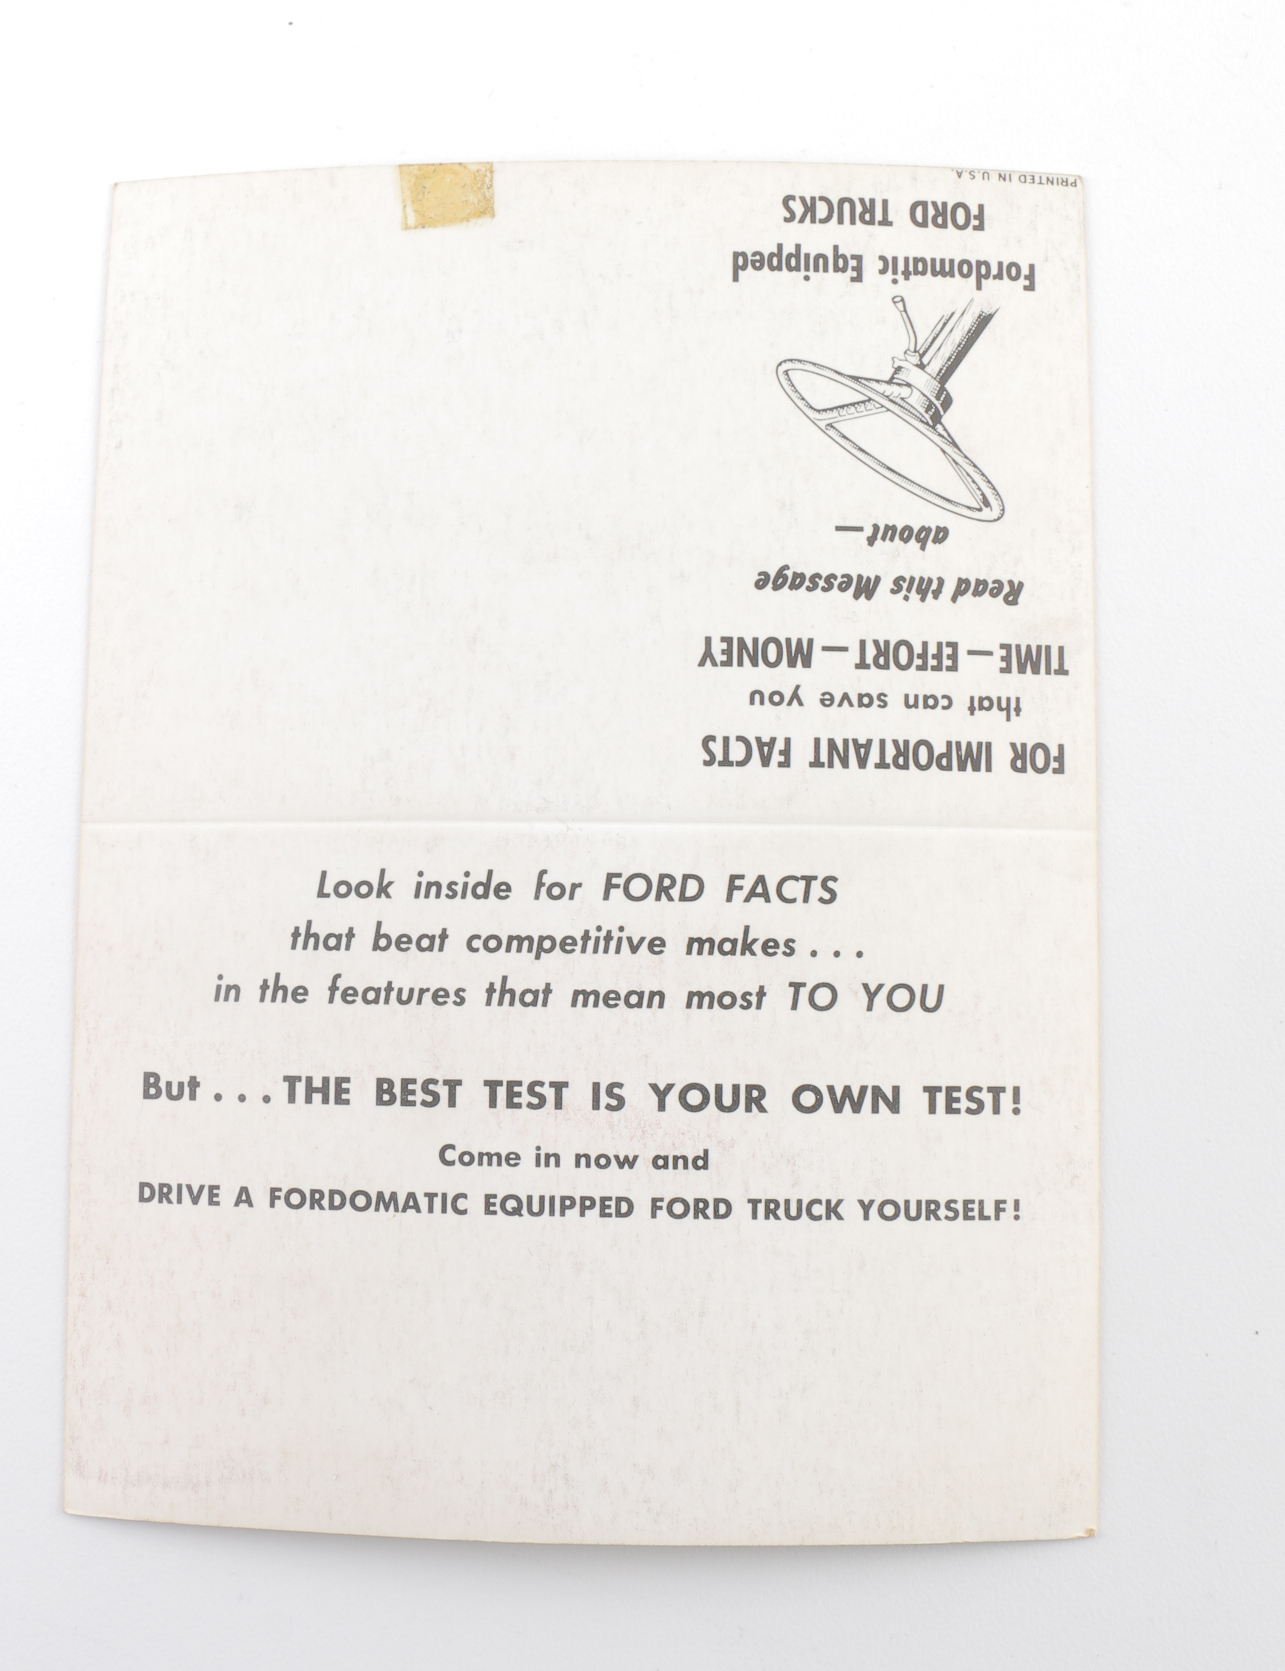 FOR IMPORTANT FACTS
that can save you
TIME — EFFORT — MONEY
Read this Message
about —
Fordomatic Equipped
FORD TRUCKS
PRINTED IN U.S.A.
Look inside for FORD FACTS
that beat competitive makes . . .
in the features that mean most TO YOU
But . . . THE BEST TEST IS YOUR OWN TEST!
Come in now and
DRIVE A FORDOMATIC EQUIPPED FORD TRUCK YOURSELF!